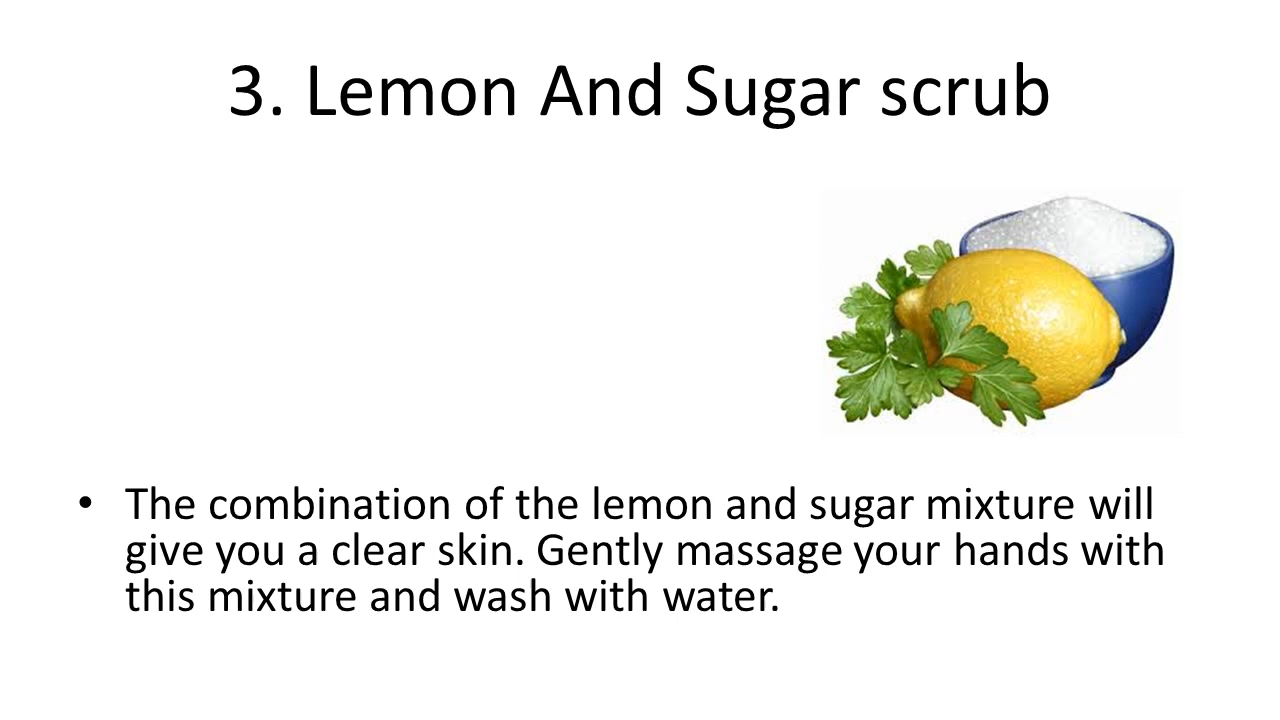 3. Lemon And Sugar scrub
• The combination of the lemon and sugar mixture will
give you a clear skin. Gently massage your hands with
this mixture and wash with water.